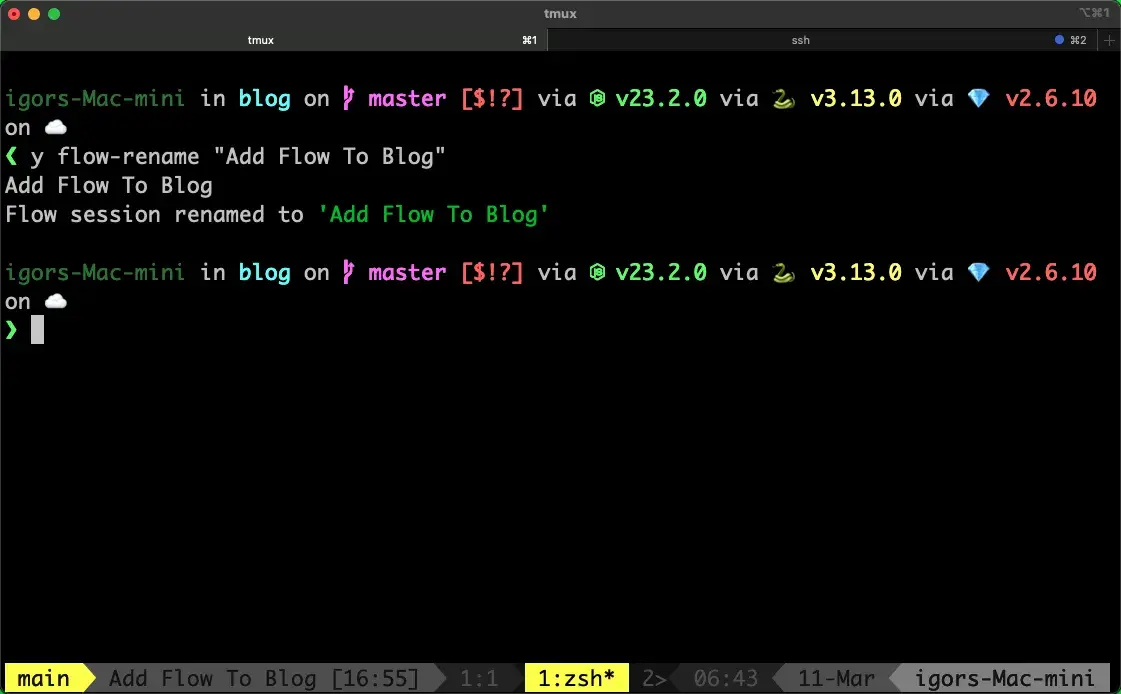 tmux
⌥⌘1
tmux ⌘1 ssh ⌘2 +
igors-Mac-mini in blog on master [$!?] via v23.2.0 via 🐍 v3.13.0 via 💎 v2.6.10
on ☁️
❮ y flow-rename "Add Flow To Blog"
Add Flow To Blog
Flow session renamed to 'Add Flow To Blog'
igors-Mac-mini in blog on master [$!?] via v23.2.0 via 🐍 v3.13.0 via 💎 v2.6.10
on ☁️
❯
main Add Flow To Blog [16:55] 1:1 1:zsh* 2> 06:43 11-Mar igors-Mac-mini